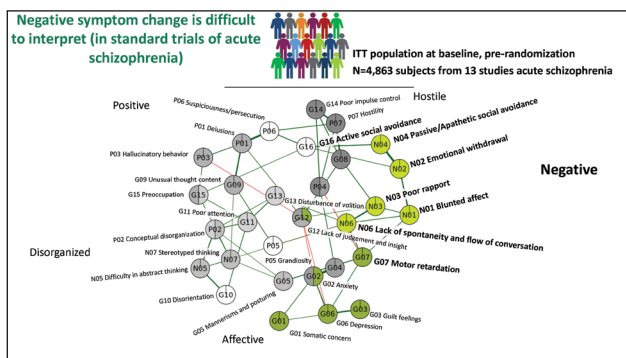 Negative symptom change is difficult
to interpret (in standard trials of acute
schizophrenia)
ITT population at baseline, pre-randomization
N=4,863 subjects from 13 studies acute schizophrenia
Positive
Hostile
P06 Suspiciousness/persecution
G14 Poor impulse control
P07 Hostility
G16 Active social avoidance
N04 Passive/Apathetic social avoidance
P01 Delusions
P03 Hallucinatory behavior
N02 Emotional withdrawal
Negative
G09 Unusual thought content
G15 Preoccupation
G13 Disturbance of volition
N03 Poor rapport
N01 Blunted affect
G11 Poor attention
P02 Conceptual disorganization
G12 Lack of judgement and insight
N06 Lack of spontaneity and flow of conversation
Disorganized
N07 Stereotyped thinking
P05 Grandiosity
G07 Motor retardation
N05 Difficulty in abstract thinking
G02 Anxiety
G10 Disorientation
G05 Mannerisms and posturing
G03 Guilt feelings
G06 Depression
G01 Somatic concern
Affective
G14
P07
P06
P01
G16
N04
P03
G08
N02
G09
P04
G15
G13
N03
G12
N01
G11
N06
P02
P05
G07
N05
N07
G04
G02
G05
G10
G01
G06
G03